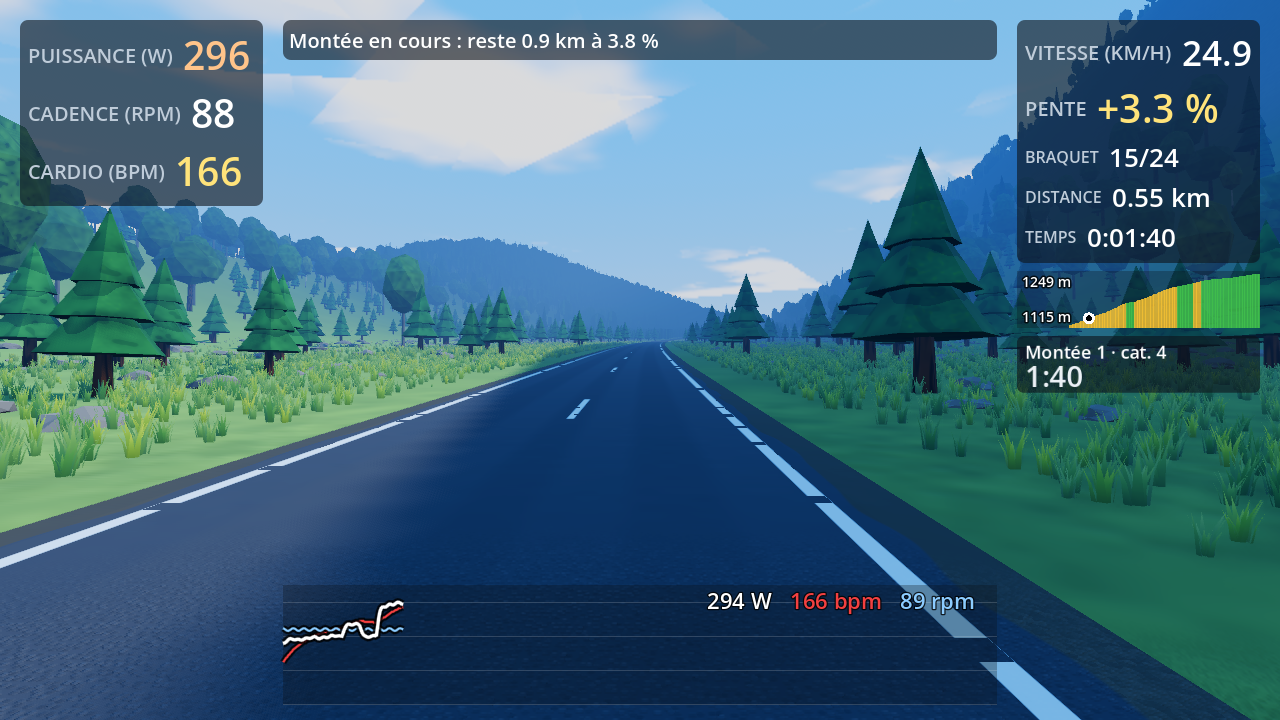 PUISSANCE (W) 296
CADENCE (RPM) 88
CARDIO (BPM) 166
Montée en cours : reste 0.9 km à 3.8 %
VITESSE (KM/H) 24.9
PENTE +3.3 %
BRAQUET 15/24
DISTANCE 0.55 km
TEMPS 0:01:40
1249 m
1115 m
Montée 1 · cat. 4
1:40
294 W 166 bpm 89 rpm